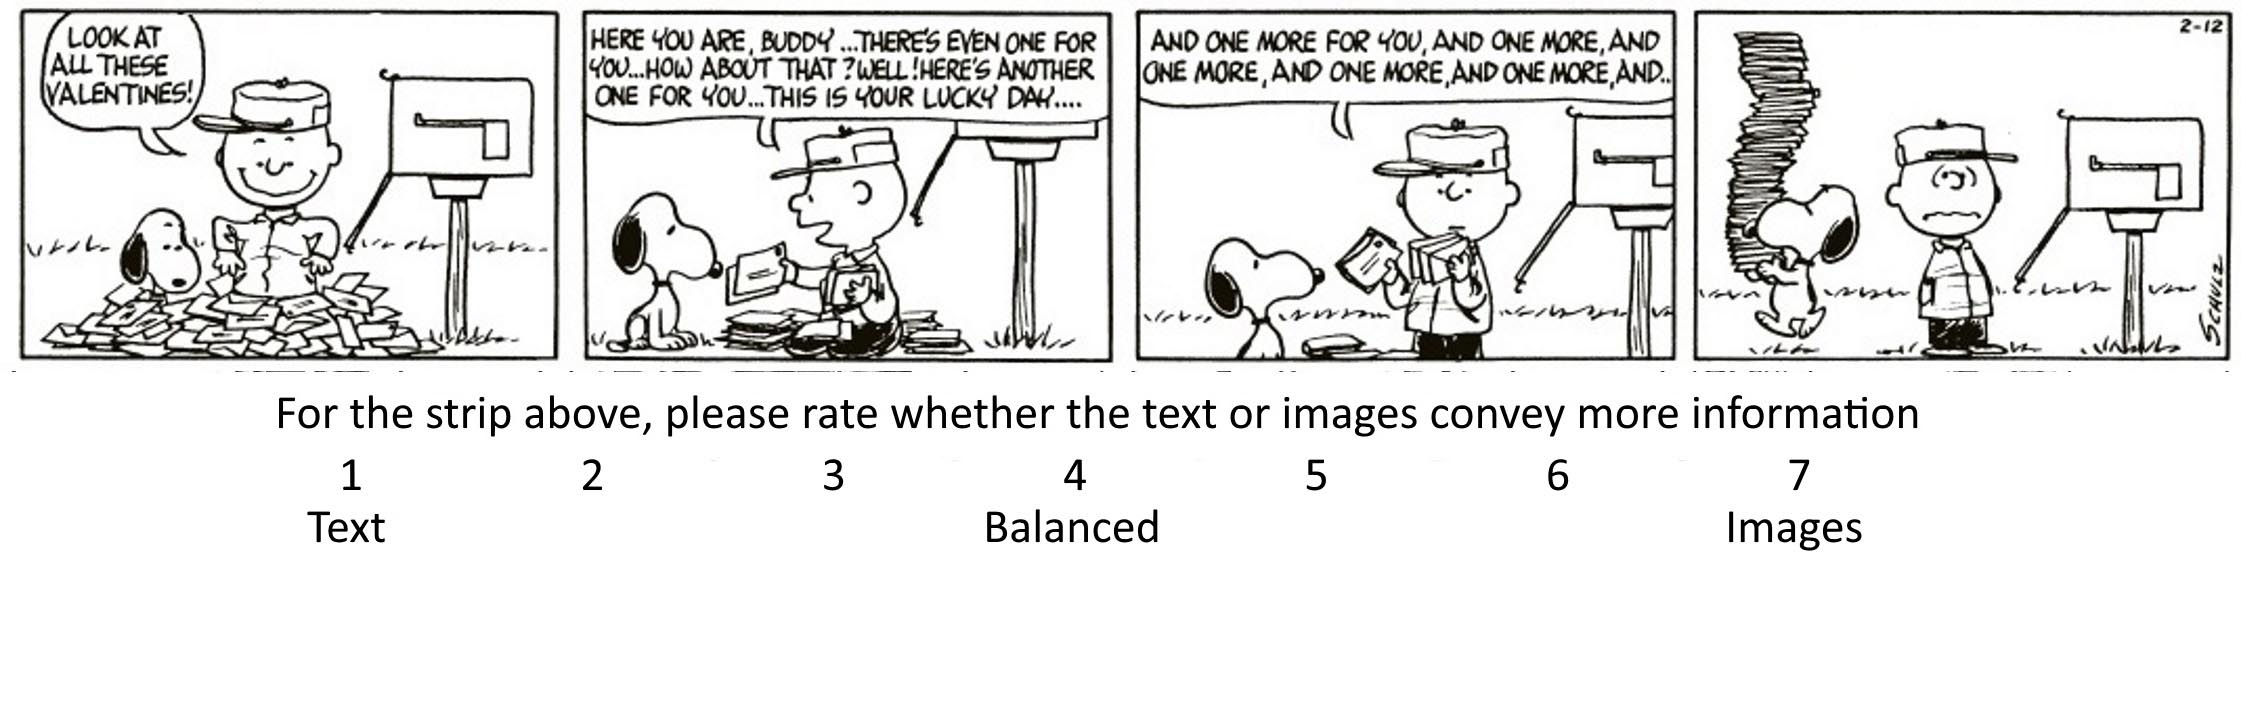 LOOK AT
ALL THESE
VALENTINES!
HERE YOU ARE, BUDDY...THERE'S EVEN ONE FOR
YOU...HOW ABOUT THAT? WELL! HERE'S ANOTHER
ONE FOR YOU...THIS IS YOUR LUCKY DAY....
AND ONE MORE FOR YOU, AND ONE MORE, AND
ONE MORE, AND ONE MORE, AND ONE MORE, AND..
2-12
SCHULZ
For the strip above, please rate whether the text or images convey more information
1 2 3 4 5 6 7
Text Balanced Images